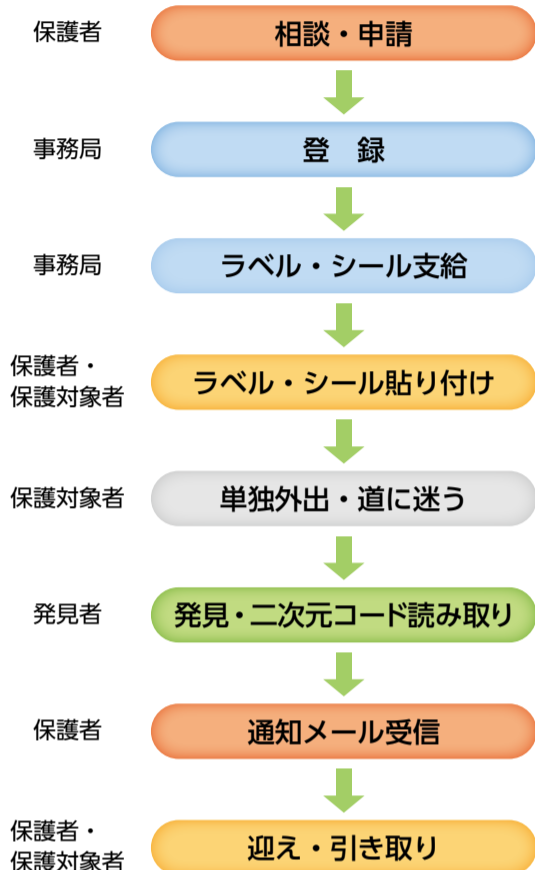 保護者
相談・申請
事務局
登　録
事務局
ラベル・シール支給
保護者・
保護対象者
ラベル・シール貼り付け
保護対象者
単独外出・道に迷う
発見者
発見・二次元コード読み取り
保護者
通知メール受信
保護者・
保護対象者
迎え・引き取り